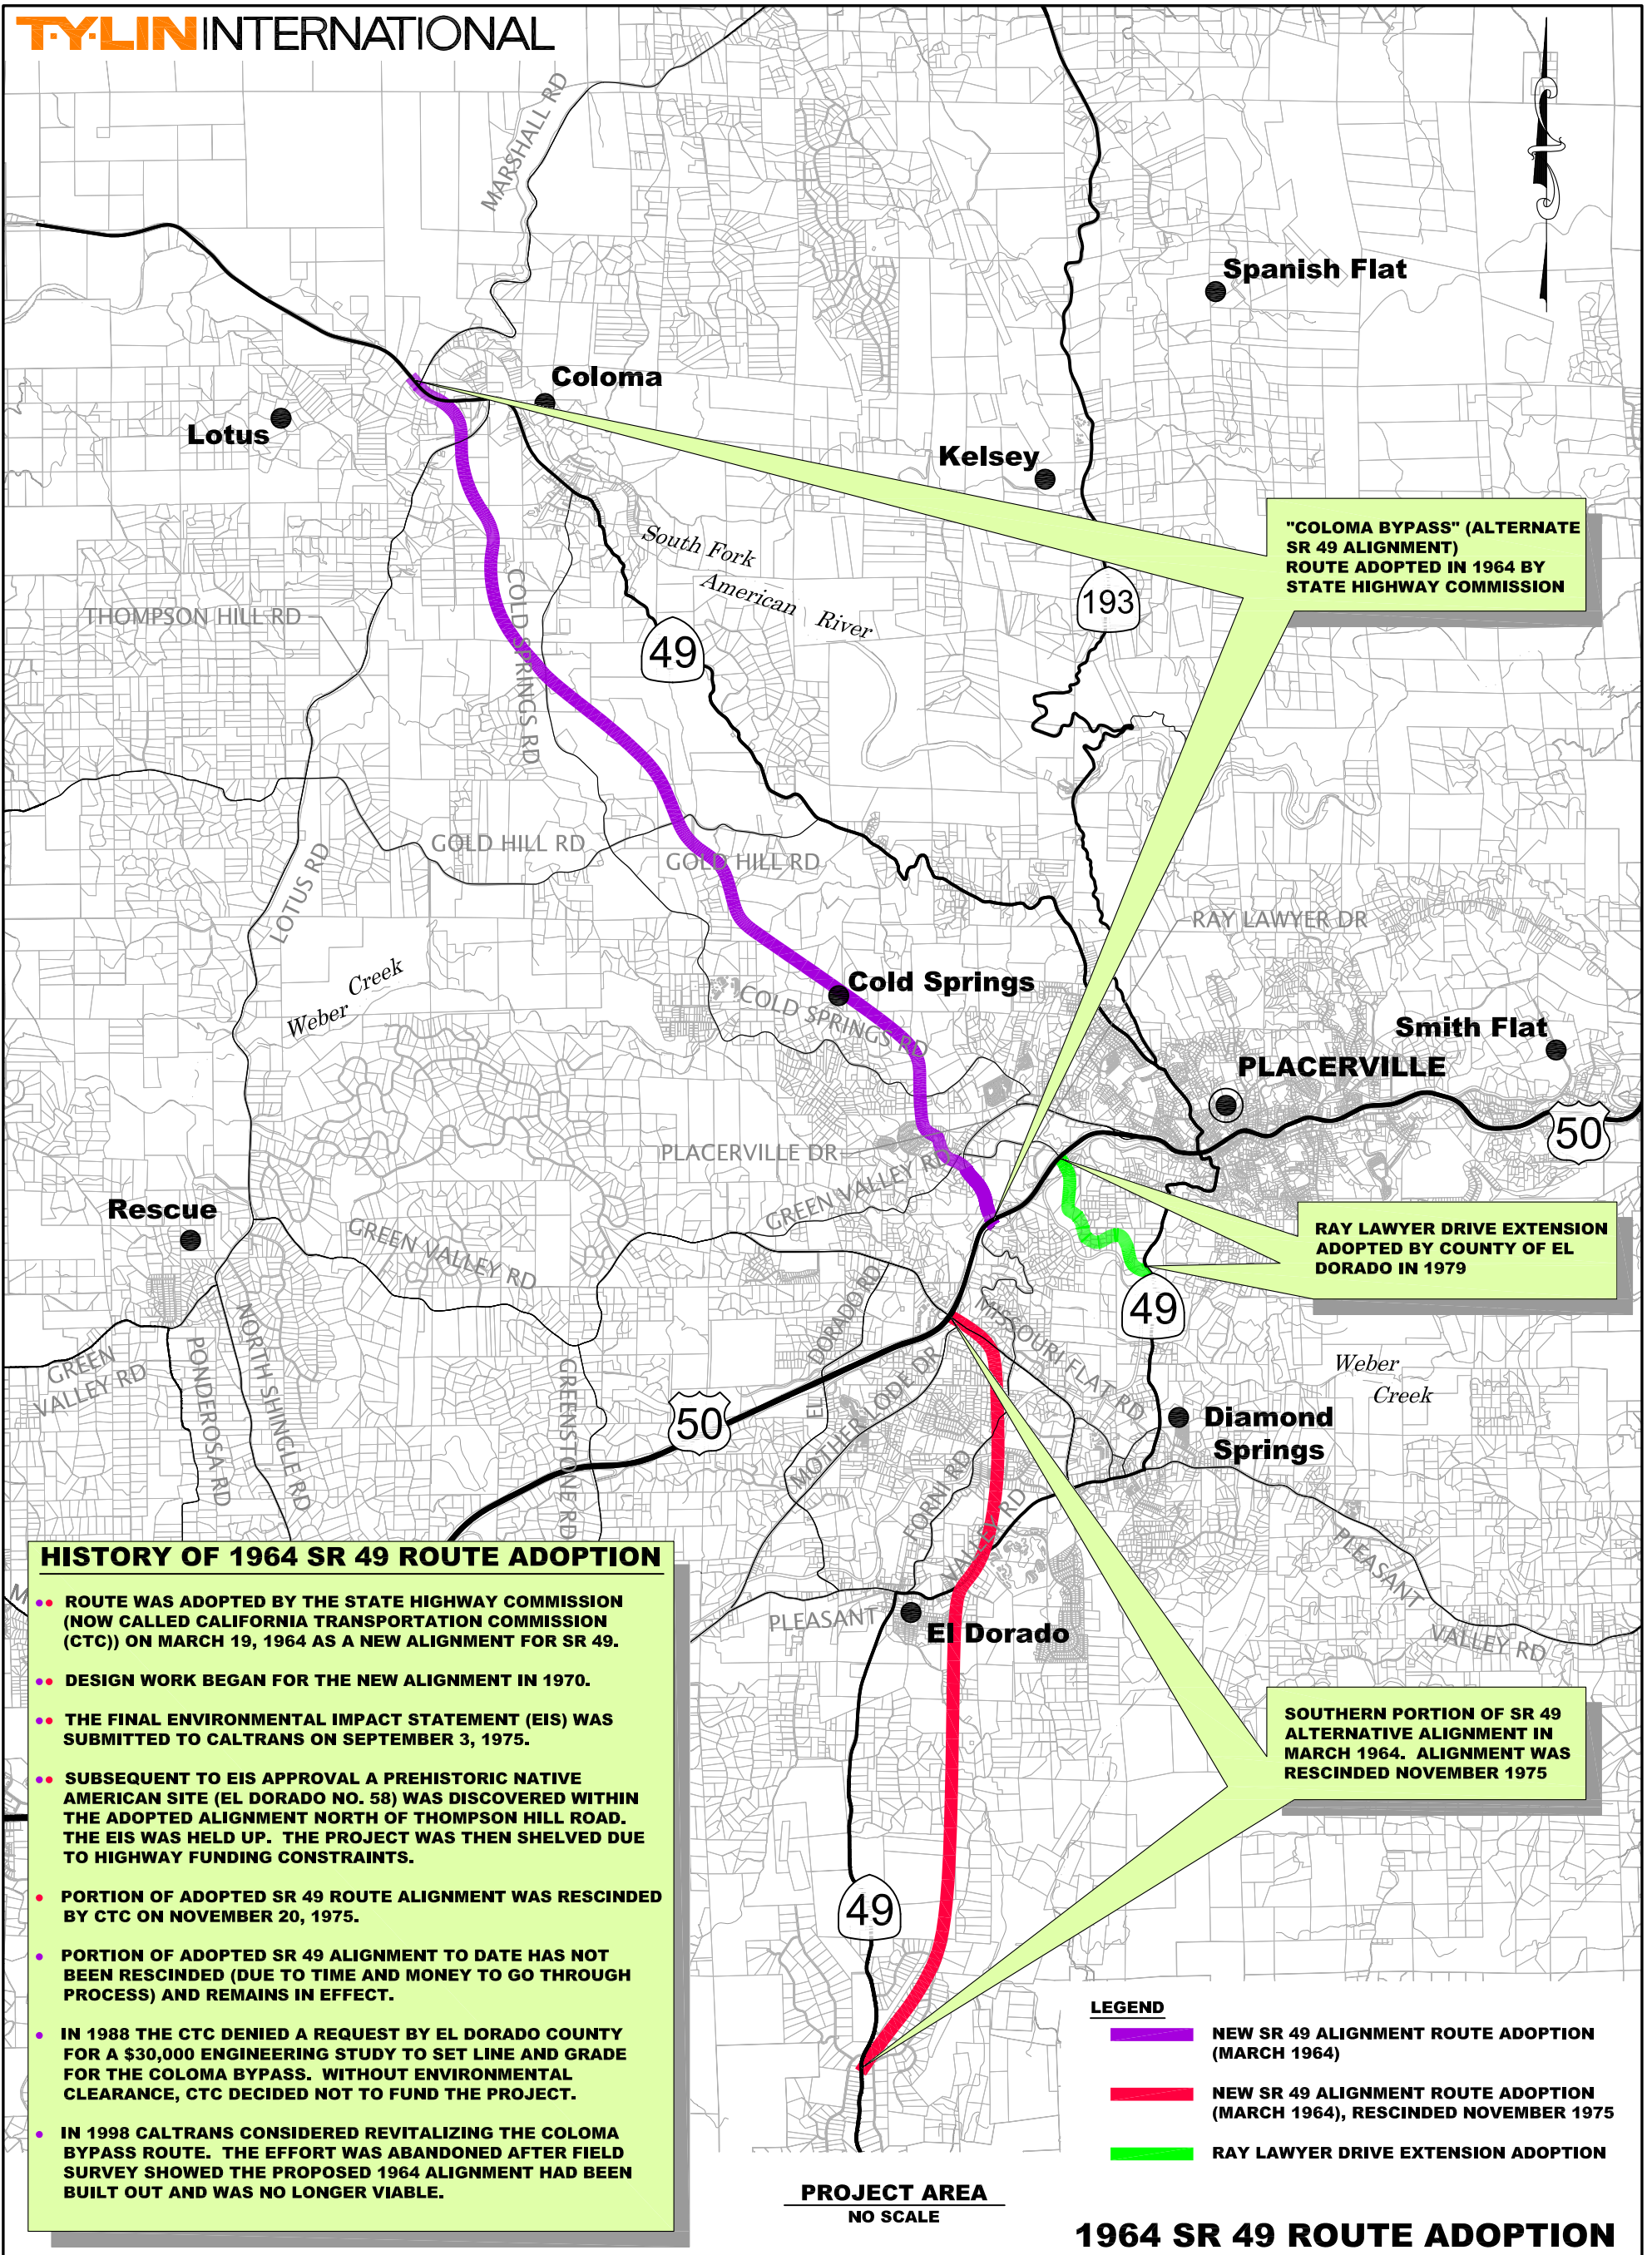 T·Y·LIN INTERNATIONAL
MARSHALL RD
Spanish Flat
Coloma
Lotus
Kelsey
"COLOMA BYPASS" (ALTERNATE
SR 49 ALIGNMENT)
ROUTE ADOPTED IN 1964 BY
STATE HIGHWAY COMMISSION
South Fork
American River
193
THOMPSON HILL RD
COLD SPRINGS RD
49
GOLD HILL RD
GOLD HILL RD
LOTUS RD
RAY LAWYER DR
Weber Creek
Cold Springs
COLD SPRINGS RD
Smith Flat
PLACERVILLE
50
PLACERVILLE DR
GREEN VALLEY RD
Rescue
GREEN VALLEY RD
RAY LAWYER DRIVE EXTENSION
ADOPTED BY COUNTY OF EL
DORADO IN 1979
49
EL DORADO RD
MISSOURI FLAT RD
MOTHER LODE DR
GREEN
VALLEY RD
PONDEROSA RD
NORTH SHINGLE RD
GREENSTONE RD
50
Weber
Creek
Diamond
Springs
FORNI RD
PLEASANT
VALLEY RD
El Dorado
PLEASANT
VALLEY RD
HISTORY OF 1964 SR 49 ROUTE ADOPTION
•• ROUTE WAS ADOPTED BY THE STATE HIGHWAY COMMISSION
(NOW CALLED CALIFORNIA TRANSPORTATION COMMISSION
(CTC)) ON MARCH 19, 1964 AS A NEW ALIGNMENT FOR SR 49.
•• DESIGN WORK BEGAN FOR THE NEW ALIGNMENT IN 1970.
•• THE FINAL ENVIRONMENTAL IMPACT STATEMENT (EIS) WAS
SUBMITTED TO CALTRANS ON SEPTEMBER 3, 1975.
•• SUBSEQUENT TO EIS APPROVAL A PREHISTORIC NATIVE
AMERICAN SITE (EL DORADO NO. 58) WAS DISCOVERED WITHIN
THE ADOPTED ALIGNMENT NORTH OF THOMPSON HILL ROAD.
THE EIS WAS HELD UP. THE PROJECT WAS THEN SHELVED DUE
TO HIGHWAY FUNDING CONSTRAINTS.
• PORTION OF ADOPTED SR 49 ROUTE ALIGNMENT WAS RESCINDED
BY CTC ON NOVEMBER 20, 1975.
• PORTION OF ADOPTED SR 49 ALIGNMENT TO DATE HAS NOT
BEEN RESCINDED (DUE TO TIME AND MONEY TO GO THROUGH
PROCESS) AND REMAINS IN EFFECT.
• IN 1988 THE CTC DENIED A REQUEST BY EL DORADO COUNTY
FOR A $30,000 ENGINEERING STUDY TO SET LINE AND GRADE
FOR THE COLOMA BYPASS. WITHOUT ENVIRONMENTAL
CLEARANCE, CTC DECIDED NOT TO FUND THE PROJECT.
• IN 1998 CALTRANS CONSIDERED REVITALIZING THE COLOMA
BYPASS ROUTE. THE EFFORT WAS ABANDONED AFTER FIELD
SURVEY SHOWED THE PROPOSED 1964 ALIGNMENT HAD BEEN
BUILT OUT AND WAS NO LONGER VIABLE.
SOUTHERN PORTION OF SR 49
ALTERNATIVE ALIGNMENT IN
MARCH 1964. ALIGNMENT WAS
RESCINDED NOVEMBER 1975
49
LEGEND
NEW SR 49 ALIGNMENT ROUTE ADOPTION
(MARCH 1964)
NEW SR 49 ALIGNMENT ROUTE ADOPTION
(MARCH 1964), RESCINDED NOVEMBER 1975
RAY LAWYER DRIVE EXTENSION ADOPTION
PROJECT AREA
NO SCALE
1964 SR 49 ROUTE ADOPTION